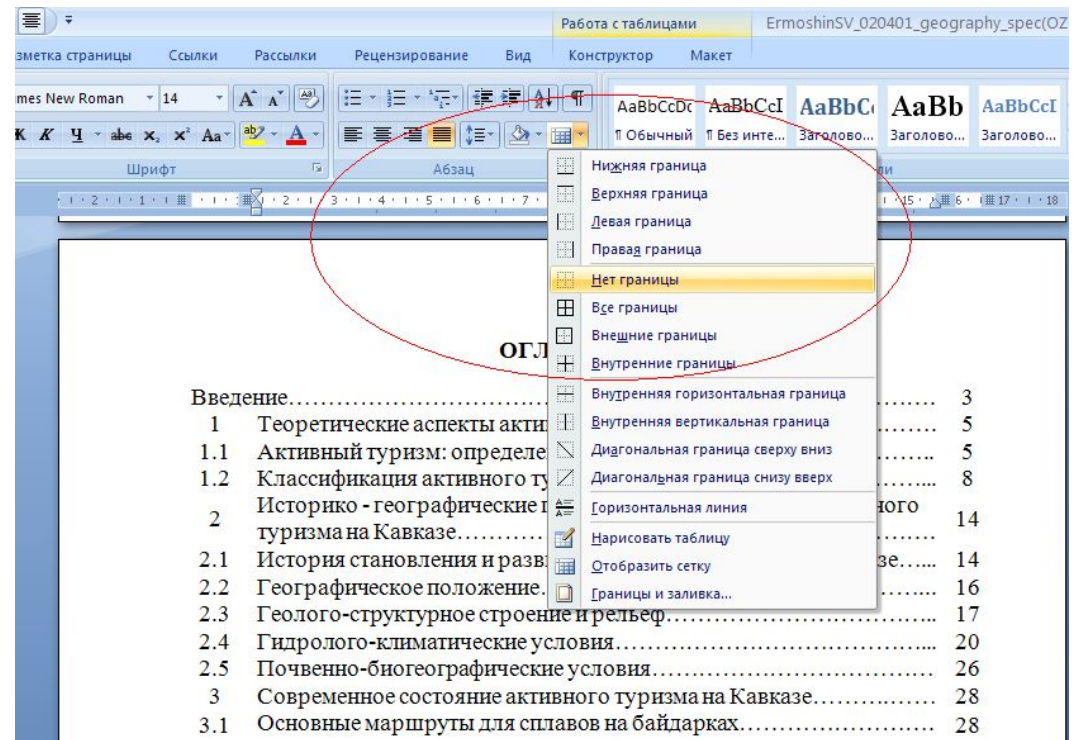 Работа с таблицами
ErmoshinSV_020401_geography_spec(OZ
зметка страницы Ссылки Рассылки Рецензирование Вид Конструктор Макет
mes New Roman 14
AaBbCcDc AaBbCcI AaBbC AaBb AaBbCcI
¶ Обычный ¶ Без инте... Заголово... Заголово... Заголово...
Шрифт Абзац ли
Нижняя граница
Верхняя граница
Левая граница
Правая граница
Нет границы
Все границы
Внешние границы
Внутренние границы
Внутренняя горизонтальная граница
Внутренняя вертикальная граница
Диагональная граница сверху вниз
Диагональная граница снизу вверх
Горизонтальная линия
Нарисовать таблицу
Отобразить сетку
Границы и заливка...
ОГЛ
Введение 3
1 Теоретические аспекты акти 5
1.1 Активный туризм: определе 5
1.2 Классификация активного ту 8
2 Историко - географические ного
туризма на Кавказе 14
2.1 История становления и разви зе 14
2.2 Географическое положение. 16
2.3 Геолого-структурное строение и рельеф 17
2.4 Гидролого-климатические условия 20
2.5 Почвенно-биогеографические условия 26
3 Современное состояние активного туризма на Кавказе 28
3.1 Основные маршруты для сплавов на байдарках 28